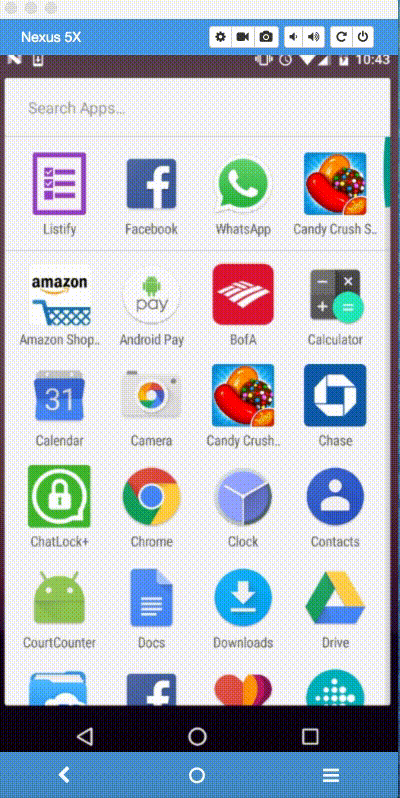 Nexus 5X
10:43
Search Apps...
Listify Facebook WhatsApp Candy Crush S..
amazon pay
Amazon Shop.. Android Pay BofA Calculator
31
Calendar Camera Candy Crush.. Chase
ChatLock+ Chrome Clock Contacts
CourtCounter Docs Downloads Drive